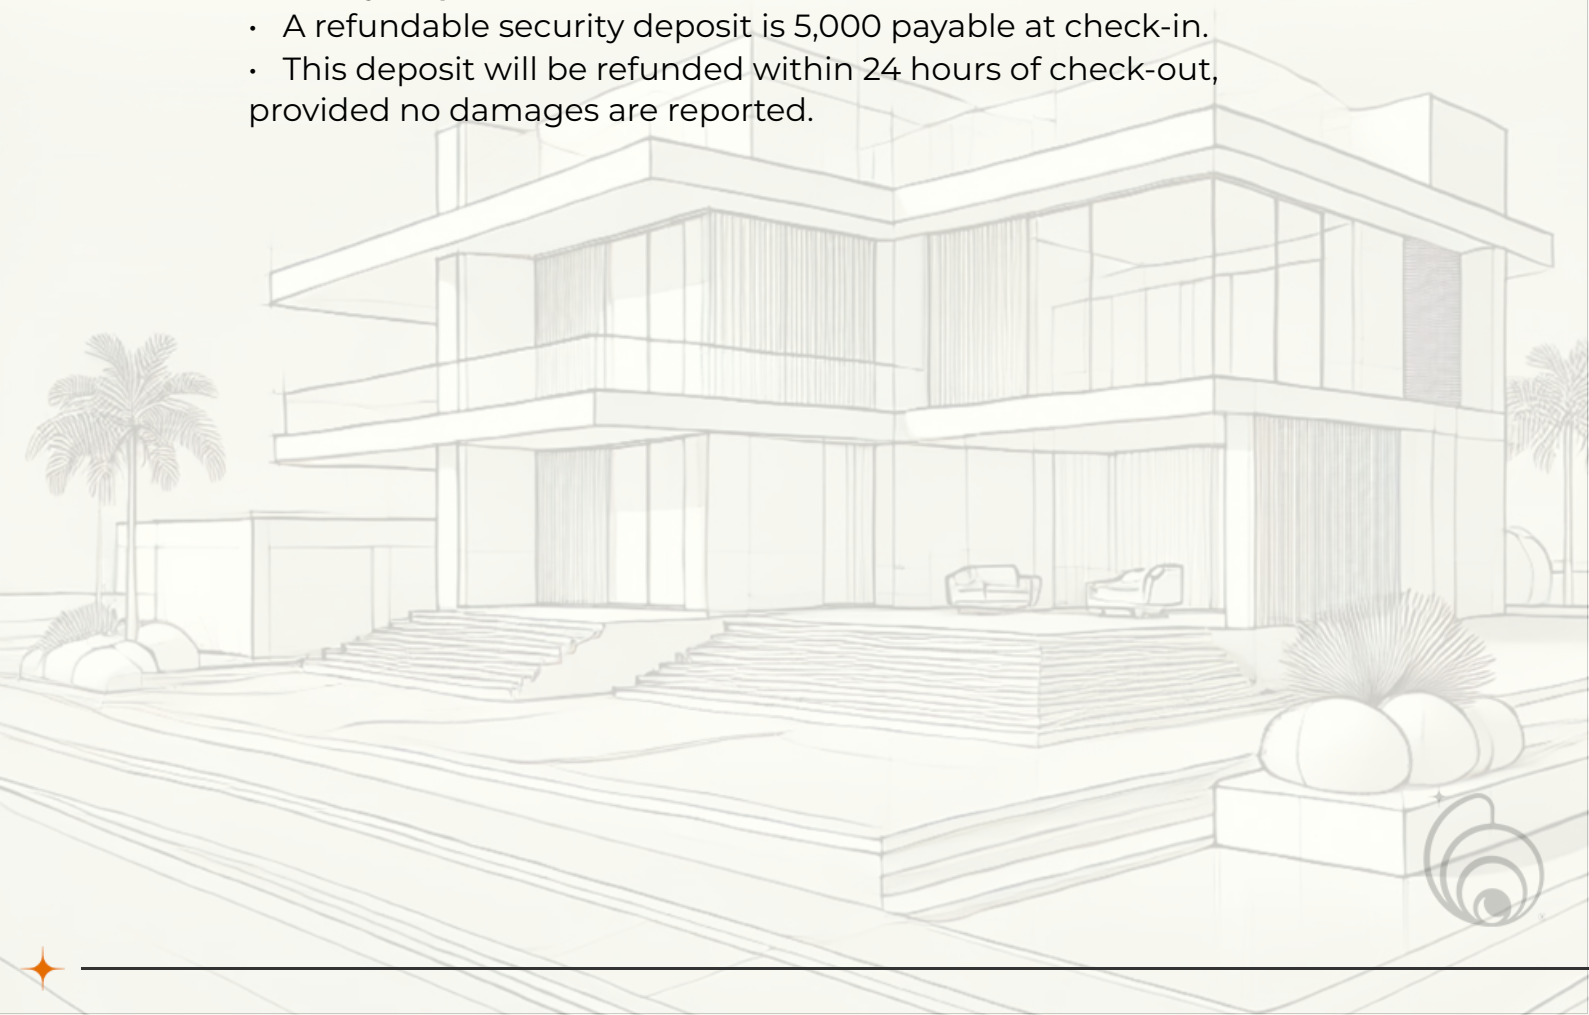 • A refundable security deposit is 5,000 payable at check-in.
• This deposit will be refunded within 24 hours of check-out,
provided no damages are reported.